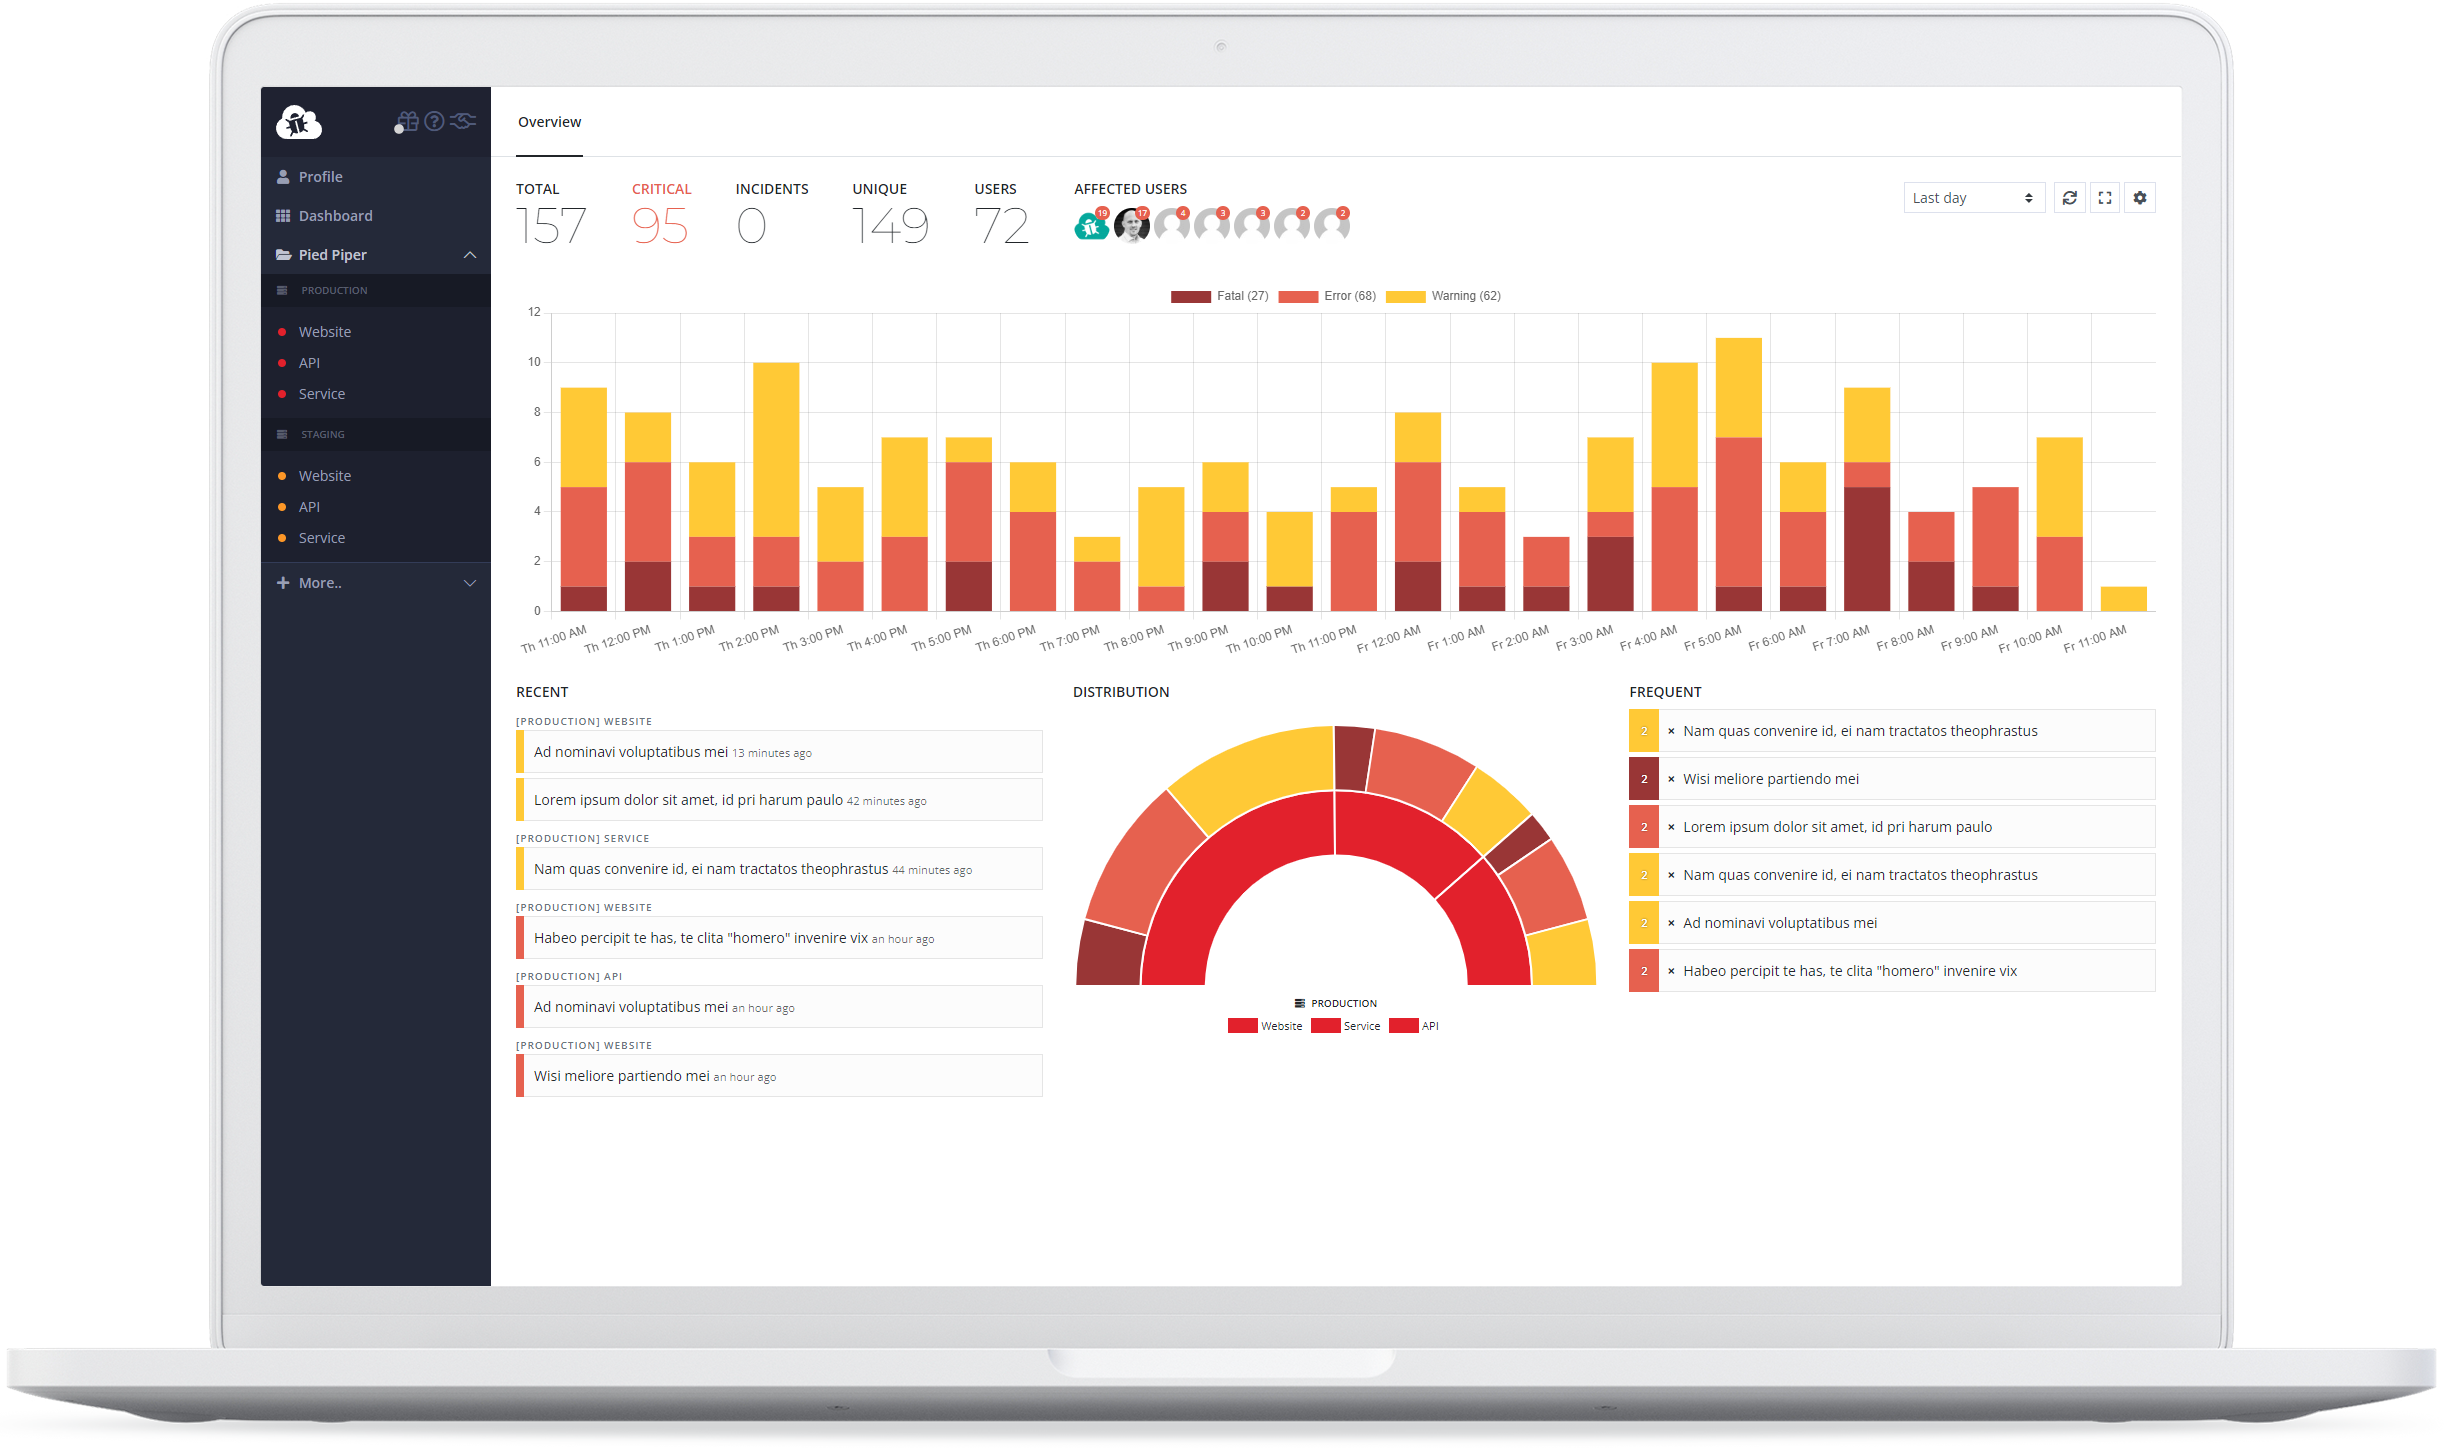 Overview
Profile
Dashboard
Pied Piper
PRODUCTION
Website
API
Service
STAGING
Website
API
Service
More..
TOTAL
157
CRITICAL
95
INCIDENTS
0
UNIQUE
149
USERS
72
AFFECTED USERS
19 17 4 3 3 2 2
Last day
Fatal (27) Error (68) Warning (62)
12
10
8
6
4
2
0
Th 11:00 AM Th 12:00 PM Th 1:00 PM Th 2:00 PM Th 3:00 PM Th 4:00 PM Th 5:00 PM Th 6:00 PM Th 7:00 PM Th 8:00 PM Th 9:00 PM Th 10:00 PM Th 11:00 PM Fr 12:00 AM Fr 1:00 AM Fr 2:00 AM Fr 3:00 AM Fr 4:00 AM Fr 5:00 AM Fr 6:00 AM Fr 7:00 AM Fr 8:00 AM Fr 9:00 AM Fr 10:00 AM Fr 11:00 AM
RECENT
[PRODUCTION] WEBSITE
Ad nominavi voluptatibus mei 13 minutes ago
Lorem ipsum dolor sit amet, id pri harum paulo 42 minutes ago
[PRODUCTION] SERVICE
Nam quas convenire id, ei nam tractatos theophrastus 44 minutes ago
[PRODUCTION] WEBSITE
Habeo percipit te has, te clita "homero" invenire vix an hour ago
[PRODUCTION] API
Ad nominavi voluptatibus mei an hour ago
[PRODUCTION] WEBSITE
Wisi meliore partiendo mei an hour ago
DISTRIBUTION
PRODUCTION
Website Service API
FREQUENT
2 × Nam quas convenire id, ei nam tractatos theophrastus
2 × Wisi meliore partiendo mei
2 × Lorem ipsum dolor sit amet, id pri harum paulo
2 × Nam quas convenire id, ei nam tractatos theophrastus
2 × Ad nominavi voluptatibus mei
2 × Habeo percipit te has, te clita "homero" invenire vix